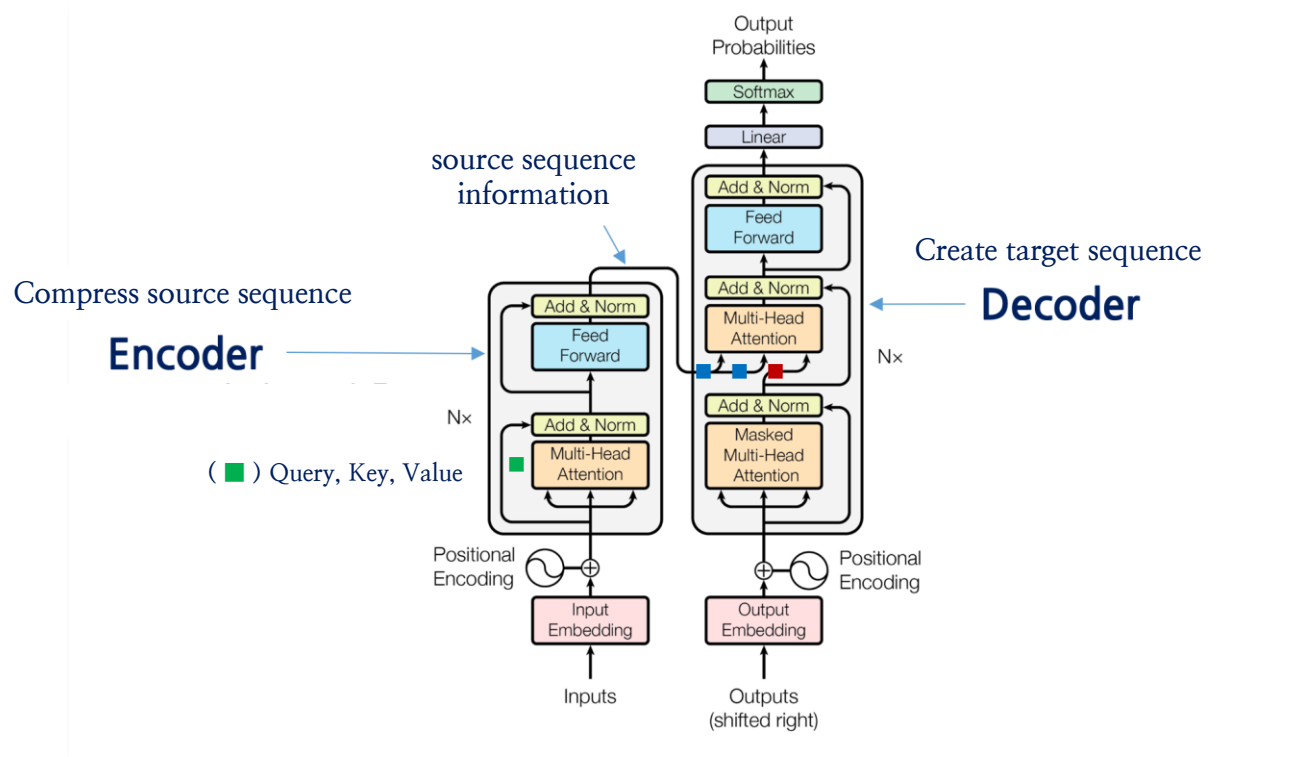 Output
Probabilities
Softmax
Linear
Add & Norm
Feed
Forward
Add & Norm
Multi-Head
Attention
Nx
Add & Norm
Masked
Multi-Head
Attention
Positional
Encoding
Output
Embedding
Outputs
(shifted right)
Create target sequence
Decoder
source sequence
information
Compress source sequence
Encoder
Add & Norm
Feed
Forward
Nx
Add & Norm
Multi-Head
Attention
( ■ ) Query, Key, Value
Positional
Encoding
Input
Embedding
Inputs